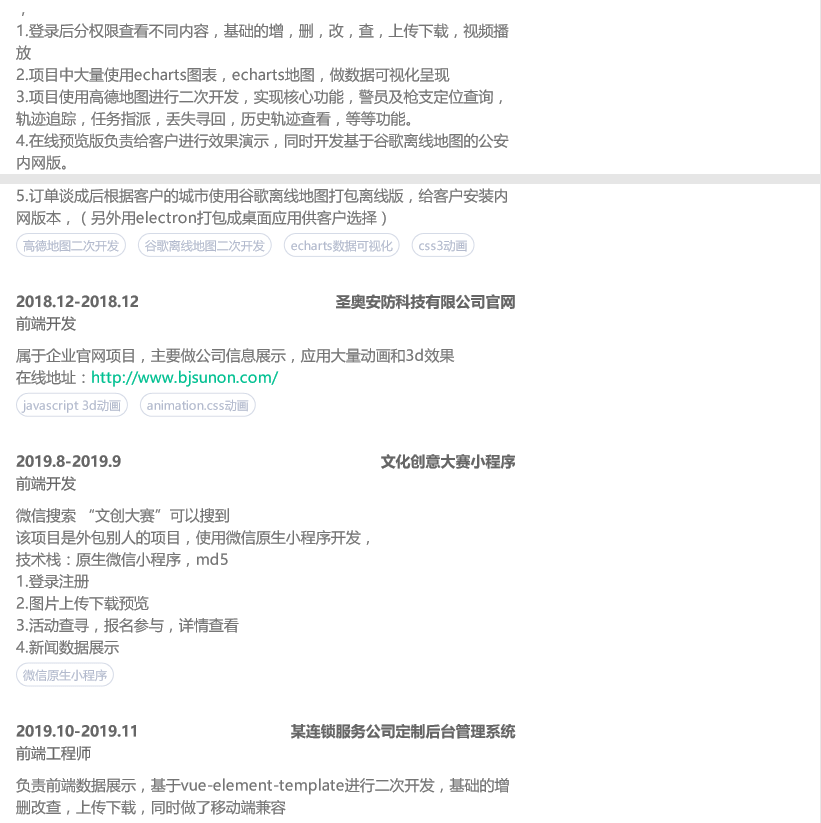 ，
1.登录后分权限查看不同内容，基础的增，删，改，查，上传下载，视频播
放
2.项目中大量使用echarts图表，echarts地图，做数据可视化呈现
3.项目使用高德地图进行二次开发，实现核心功能，警员及枪支定位查询，
轨迹追踪，任务指派，丢失寻回，历史轨迹查看，等等功能。
4.在线预览版负责给客户进行效果演示，同时开发基于谷歌离线地图的公安
内网版。
5.订单谈成后根据客户的城市使用谷歌离线地图打包离线版，给客户安装内
网版本，（另外用electron打包成桌面应用供客户选择）
高德地图二次开发 谷歌离线地图二次开发 echarts数据可视化 css3动画
2018.12-2018.12 圣奥安防科技有限公司官网
前端开发
属于企业官网项目，主要做公司信息展示，应用大量动画和3d效果
在线地址：http://www.bjsunon.com/
javascript 3d动画 animation.css动画
2019.8-2019.9 文化创意大赛小程序
前端开发
微信搜索 “文创大赛”可以搜到
该项目是外包别人的项目，使用微信原生小程序开发，
技术栈：原生微信小程序，md5
1.登录注册
2.图片上传下载预览
3.活动查寻，报名参与，详情查看
4.新闻数据展示
微信原生小程序
2019.10-2019.11 某连锁服务公司定制后台管理系统
前端工程师
负责前端数据展示，基于vue-element-template进行二次开发，基础的增
删改查，上传下载，同时做了移动端兼容